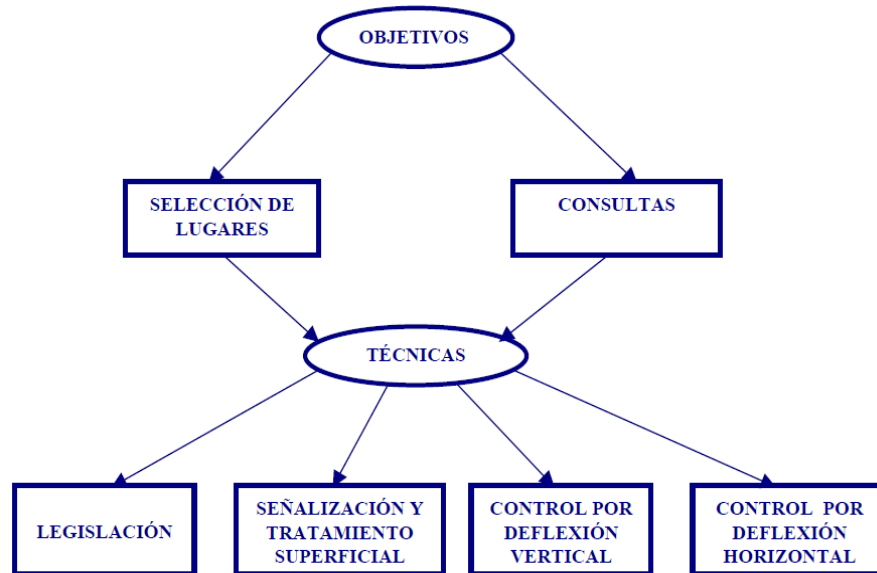 OBJETIVOS
SELECCIÓN DE
LUGARES
CONSULTAS
TÉCNICAS
LEGISLACIÓN
SEÑALIZACIÓN Y
TRATAMIENTO
SUPERFICIAL
CONTROL POR
DEFLEXIÓN
VERTICAL
CONTROL POR
DEFLEXIÓN
HORIZONTAL